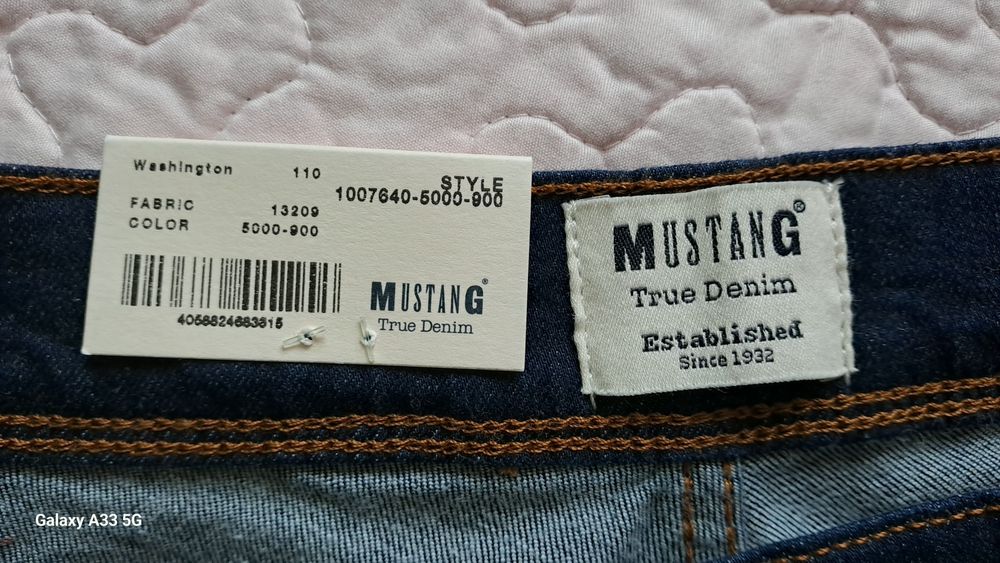 Washington 110
STYLE
1007640-5000-900
FABRIC 13209
COLOR 5000-900
4058824683815
MUSTANG®
True Denim
MUSTANG®
True Denim
Established
Since 1932
Galaxy A33 5G